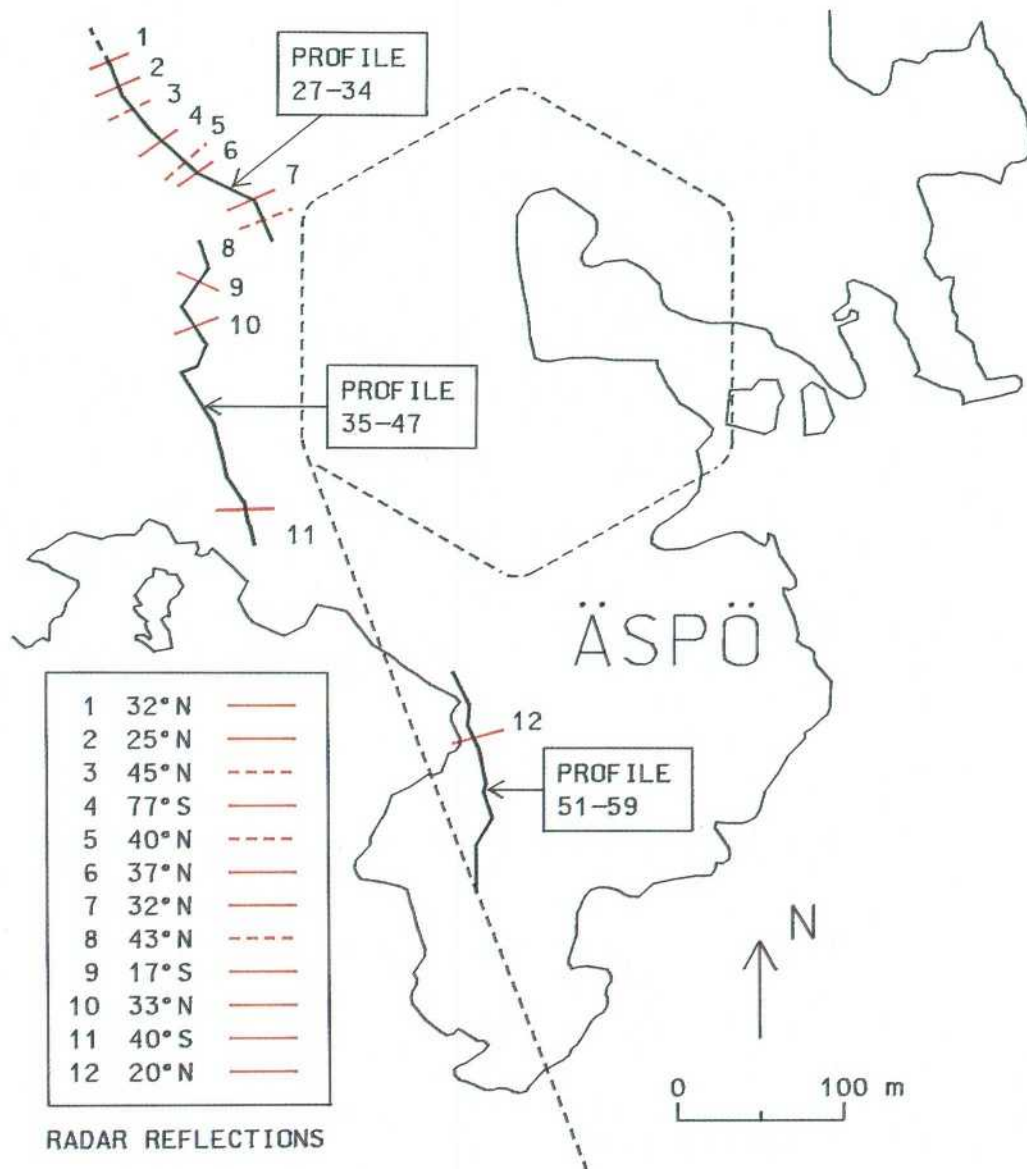 1
2
3
4
5
6
7
PROFILE
27-34
8
9
10
PROFILE
35-47
11
ÄSPÖ
12
PROFILE
51-59
1 32°N
2 25°N
3 45°N
4 77°S
5 40°N
6 37°N
7 32°N
8 43°N
9 17°S
10 33°N
11 40°S
12 20°N
RADAR REFLECTIONS
N
0 100 m